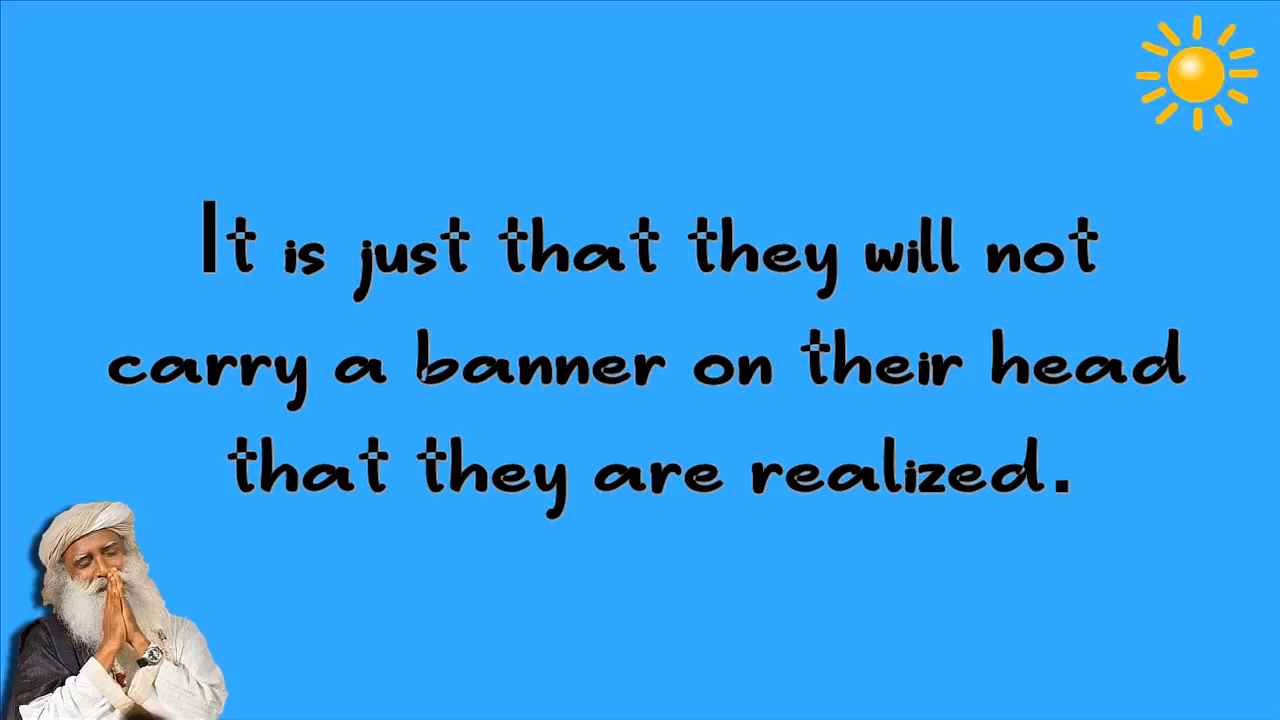 It is just that they will not
carry a banner on their head
that they are realized.